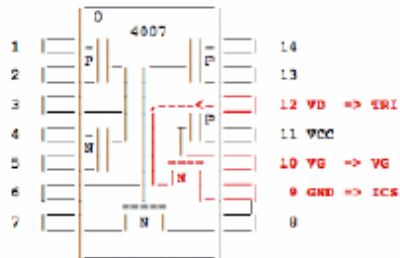 O
4007
1 P 14
2 13
3 12 VD => TRI
P
4 N 11 VCC
5 10 VG => VG
N
6 9 GND => ICS
7 N 8